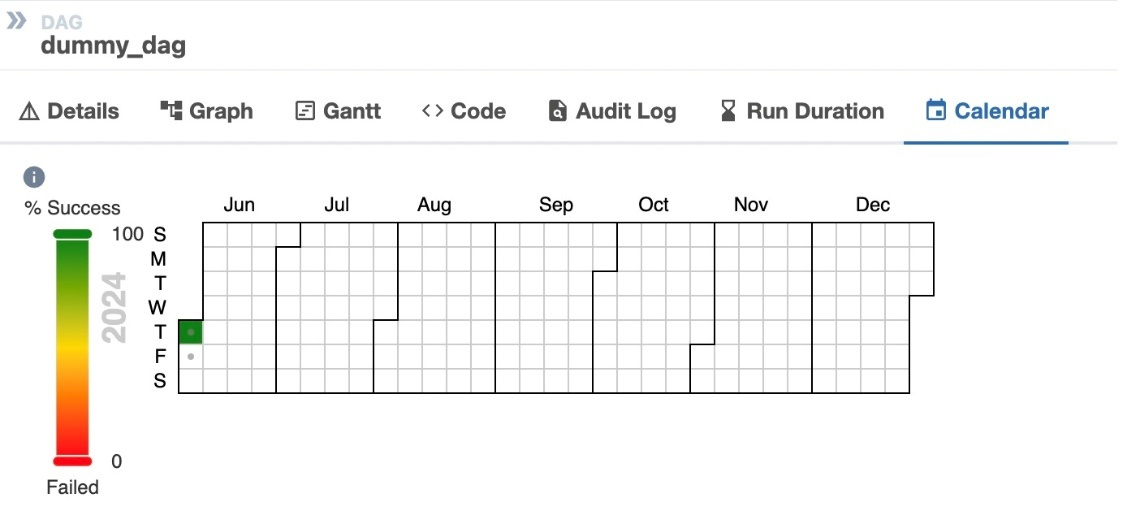 DAG
dummy_dag
Details Graph Gantt Code Audit Log Run Duration Calendar
% Success
100
0
Failed
2024
Jun Jul Aug Sep Oct Nov Dec
S
M
T
W
T
F
S